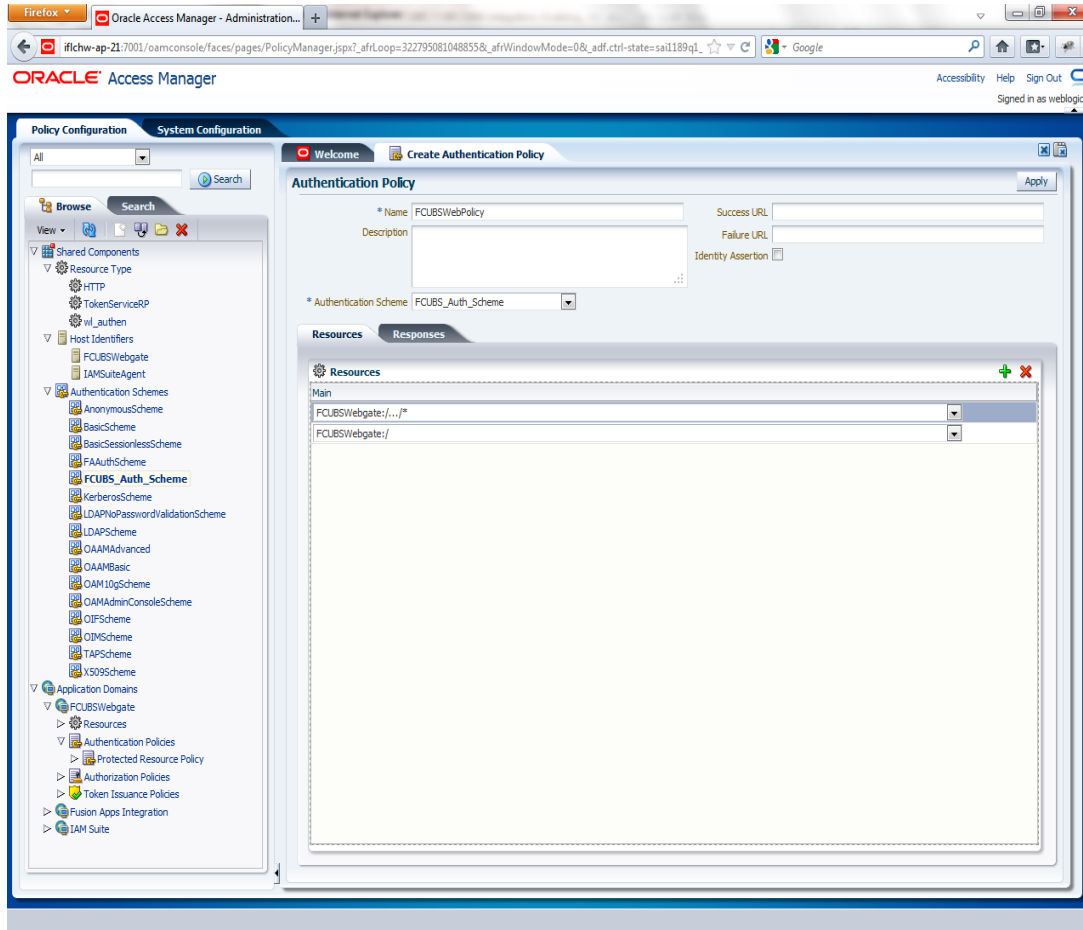 Firefox
Oracle Access Manager - Administration...
iflchw-ap-21:7001/oamconsole/faces/pages/PolicyManager.jspx?_afrLoop=322795081048855&_afrWindowMode=0&_adf.ctrl-state=sai1189q1_
Google
ORACLE Access Manager
Accessibility Help Sign Out
Signed in as weblogic
Policy Configuration System Configuration
All
Search
Browse Search
View
Shared Components
Resource Type
HTTP
TokenServiceRP
wl_authen
Host Identifiers
FCUBSWebgate
IAMSuiteAgent
Authentication Schemes
AnonymousScheme
BasicScheme
BasicSessionlessScheme
FAAuthScheme
FCUBS_Auth_Scheme
KerberosScheme
LDAPNoPasswordValidationScheme
LDAPScheme
OAAMAdvanced
OAAMBasic
OAM10gScheme
OAMAdminConsoleScheme
OIFScheme
OIMScheme
TAPScheme
X509Scheme
Application Domains
FCUBSWebgate
Resources
Authentication Policies
Protected Resource Policy
Authorization Policies
Token Issuance Policies
Fusion Apps Integration
IAM Suite
Welcome Create Authentication Policy
Authentication Policy Apply
* Name FCUBSWebPolicy
Description
* Authentication Scheme FCUBS_Auth_Scheme
Success URL
Failure URL
Identity Assertion
Resources Responses
Resources
Main
FCUBSWebgate:/.../*
FCUBSWebgate:/